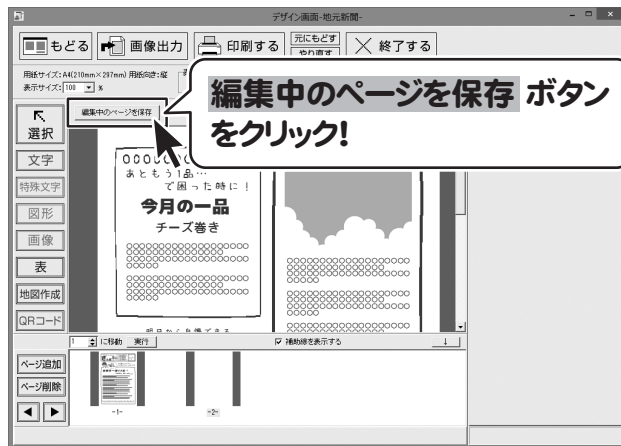 デザイン画面-地元新聞-
もどる 画像出力 印刷する 元にもどす やり直す 終了する
用紙サイズ:A4(210mm×297mm) 用紙向き:縦
表示サイズ: 100 %
編集中のページを保存
編集中のページを保存 ボタン
をクリック!
選択
文字
特殊文字
図形
画像
表
地図作成
QRコード
あともう1品…
で困った時に!
今月の一品
チーズ巻き
○○○○○○○○○○○○○○○○○
○○○○○○○○○○○○○○○○○
○○○○○
○○○○○○○○○○○○○○○○○
○○○○○○○○○○○○○○○○○
○○○○○
○○○○○○○○○○○○○○○○○
○○○○○○○○○○○○○○○○○
○○○○○
○○○○○○○○○○○○○○○○○
○○○○○○○○○○○○○○○○○
1 に移動 実行 補助線を表示する ↓
ページ追加
ページ削除
-1- -2-